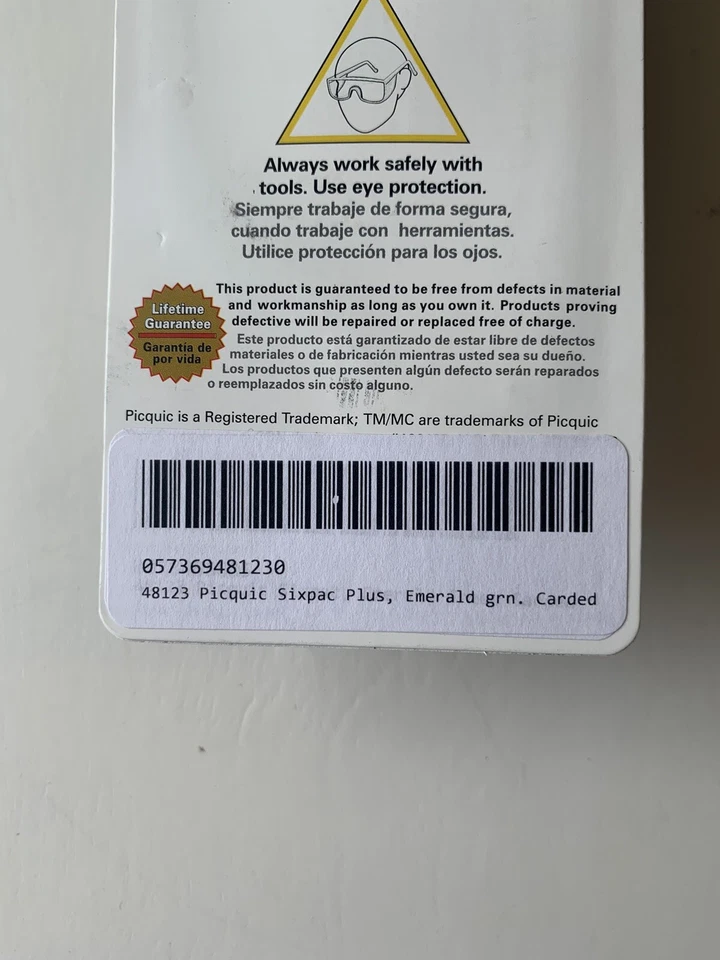 Always work safely with
tools. Use eye protection.
Siempre trabaje de forma segura,
cuando trabaje con herramientas.
Utilice protección para los ojos.
Lifetime
Guarantee
Garantía de
por vida
This product is guaranteed to be free from defects in material
and workmanship as long as you own it. Products proving
defective will be repaired or replaced free of charge.
Este producto está garantizado de estar libre de defectos
materiales o de fabricación mientras usted sea su dueño.
Los productos que presenten algún defecto serán reparados
o reemplazados sin costo alguno.
Picquic is a Registered Trademark; TM/MC are trademarks of Picquic
057369481230
48123 Picquic Sixpac Plus, Emerald grn. Carded